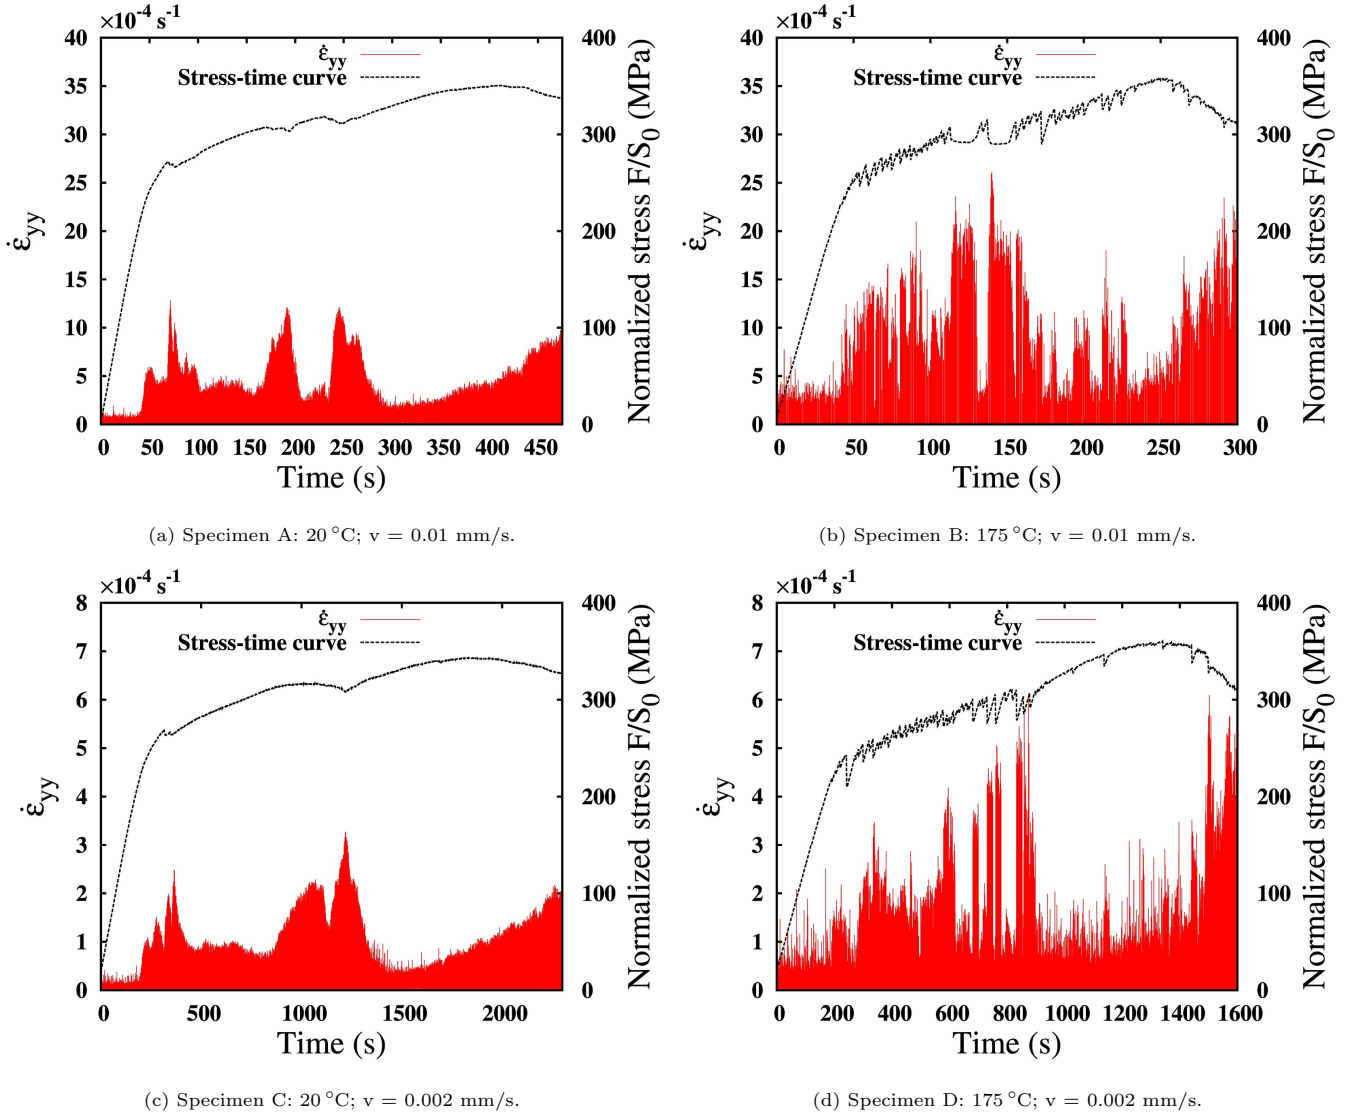 ×10-4 s-1
40
35
30
25
20
15
10
5
0
ε̇yy
ε̇yy
Stress-time curve
400
300
200
100
0
Normalized stress F/S0 (MPa)
0 50 100 150 200 250 300 350 400 450
Time (s)
(a) Specimen A: 20 °C; v = 0.01 mm/s.
×10-4 s-1
40
35
30
25
20
15
10
5
0
ε̇yy
ε̇yy
Stress-time curve
400
300
200
100
0
Normalized stress F/S0 (MPa)
0 50 100 150 200 250 300
Time (s)
(b) Specimen B: 175 °C; v = 0.01 mm/s.
×10-4 s-1
8
7
6
5
4
3
2
1
0
ε̇yy
ε̇yy
Stress-time curve
400
300
200
100
0
Normalized stress F/S0 (MPa)
0 500 1000 1500 2000
Time (s)
(c) Specimen C: 20 °C; v = 0.002 mm/s.
×10-4 s-1
8
7
6
5
4
3
2
1
0
ε̇yy
ε̇yy
Stress-time curve
400
300
200
100
0
Normalized stress F/S0 (MPa)
0 200 400 600 800 1000 1200 1400 1600
Time (s)
(d) Specimen D: 175 °C; v = 0.002 mm/s.